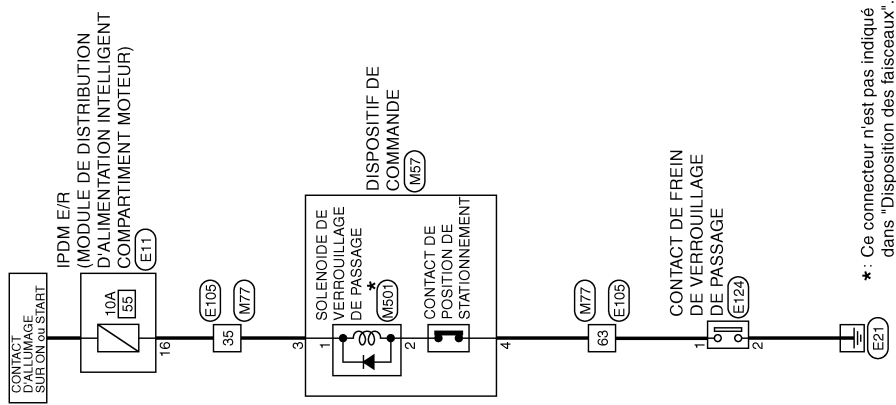 CONTACT
D'ALLUMAGE
SUR ON ou START
IPDM E/R
(MODULE DE DISTRIBUTION
D'ALIMENTATION INTELLIGENT
COMPARTIMENT MOTEUR)
E11
10A
55
16
E105
35
M77
3
DISPOSITIF DE
COMMANDE
M57
SOLENOIDE DE
VERROUILLAGE
DE PASSAGE
*
M501
1
2
CONTACT DE
POSITION DE
STATIONNEMENT
4
M77
63
E105
CONTACT DE FREIN
DE VERROUILLAGE
DE PASSAGE
E124
1
2
E21
*: Ce connecteur n'est pas indiqué
dans "Disposition des faisceaux".